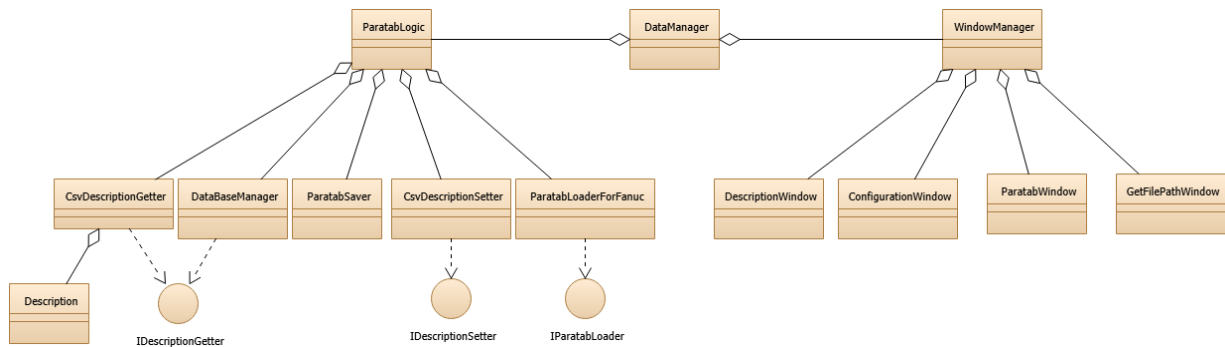 ParatabLogic
DataManager
WindowManager
CsvDescriptionGetter
DataBaseManager
ParatabSaver
CsvDescriptionSetter
ParatabLoaderForFanuc
DescriptionWindow
ConfigurationWindow
ParatabWindow
GetFilePathWindow
Description
IDescriptionGetter
IDescriptionSetter
IParatabLoader